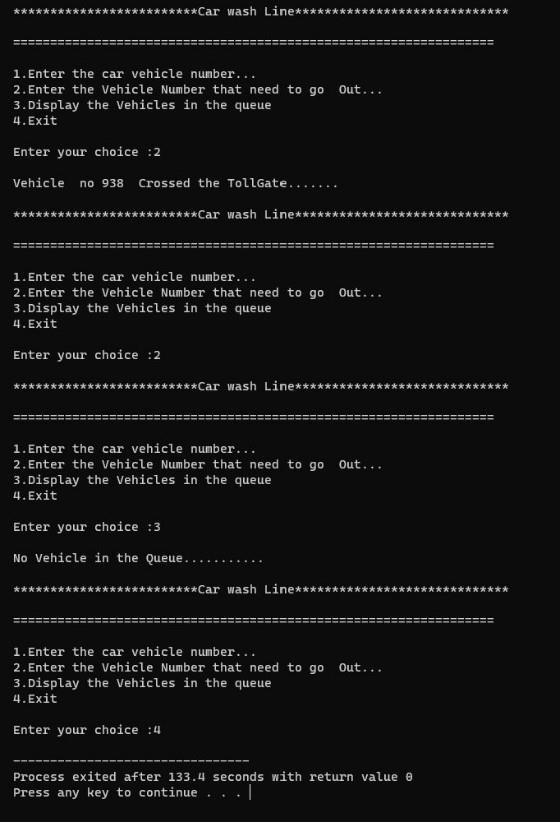 *************************Car wash Line*****************************
=================================================================
1.Enter the car vehicle number...
2.Enter the Vehicle Number that need to go  Out...
3.Display the Vehicles in the queue
4.Exit
Enter your choice :2
Vehicle  no 938  Crossed the TollGate.......
*************************Car wash Line*****************************
=================================================================
1.Enter the car vehicle number...
2.Enter the Vehicle Number that need to go  Out...
3.Display the Vehicles in the queue
4.Exit
Enter your choice :2
*************************Car wash Line*****************************
=================================================================
1.Enter the car vehicle number...
2.Enter the Vehicle Number that need to go  Out...
3.Display the Vehicles in the queue
4.Exit
Enter your choice :3
No Vehicle in the Queue...........
*************************Car wash Line*****************************
=================================================================
1.Enter the car vehicle number...
2.Enter the Vehicle Number that need to go  Out...
3.Display the Vehicles in the queue
4.Exit
Enter your choice :4
--------------------------------
Process exited after 133.4 seconds with return value 0
Press any key to continue . . .